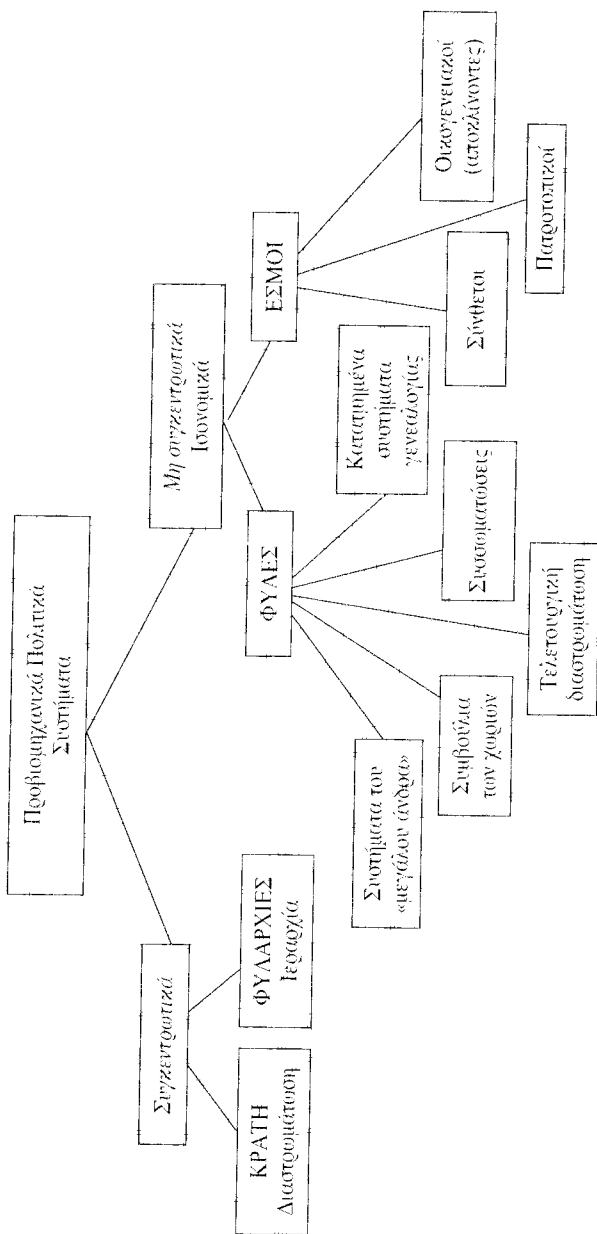 Προβιομηχανικά Πολιτικά
Συστήματα
Συγκεντρωτικά
Μη συγκεντρωτικά
Ισονομικά
ΚΡΑΤΗ
Διαστρωμάτωση
ΦΥΛΑΡΧΙΕΣ
Ιεραρχία
ΦΥΛΕΣ
ΕΣΜΟΙ
Συστήματα του
«μεγάλου άνδρα»
Συμβούλια
των χωριών
Τελετουργική
διαστρωμάτωση
Συσσωματώσεις
Κατατμημένα
συστήματα
γενεαλογίας
Σύνθετοι
Πατροτοπικοί
Οικογενειακοί
(αποκλίνοντες)